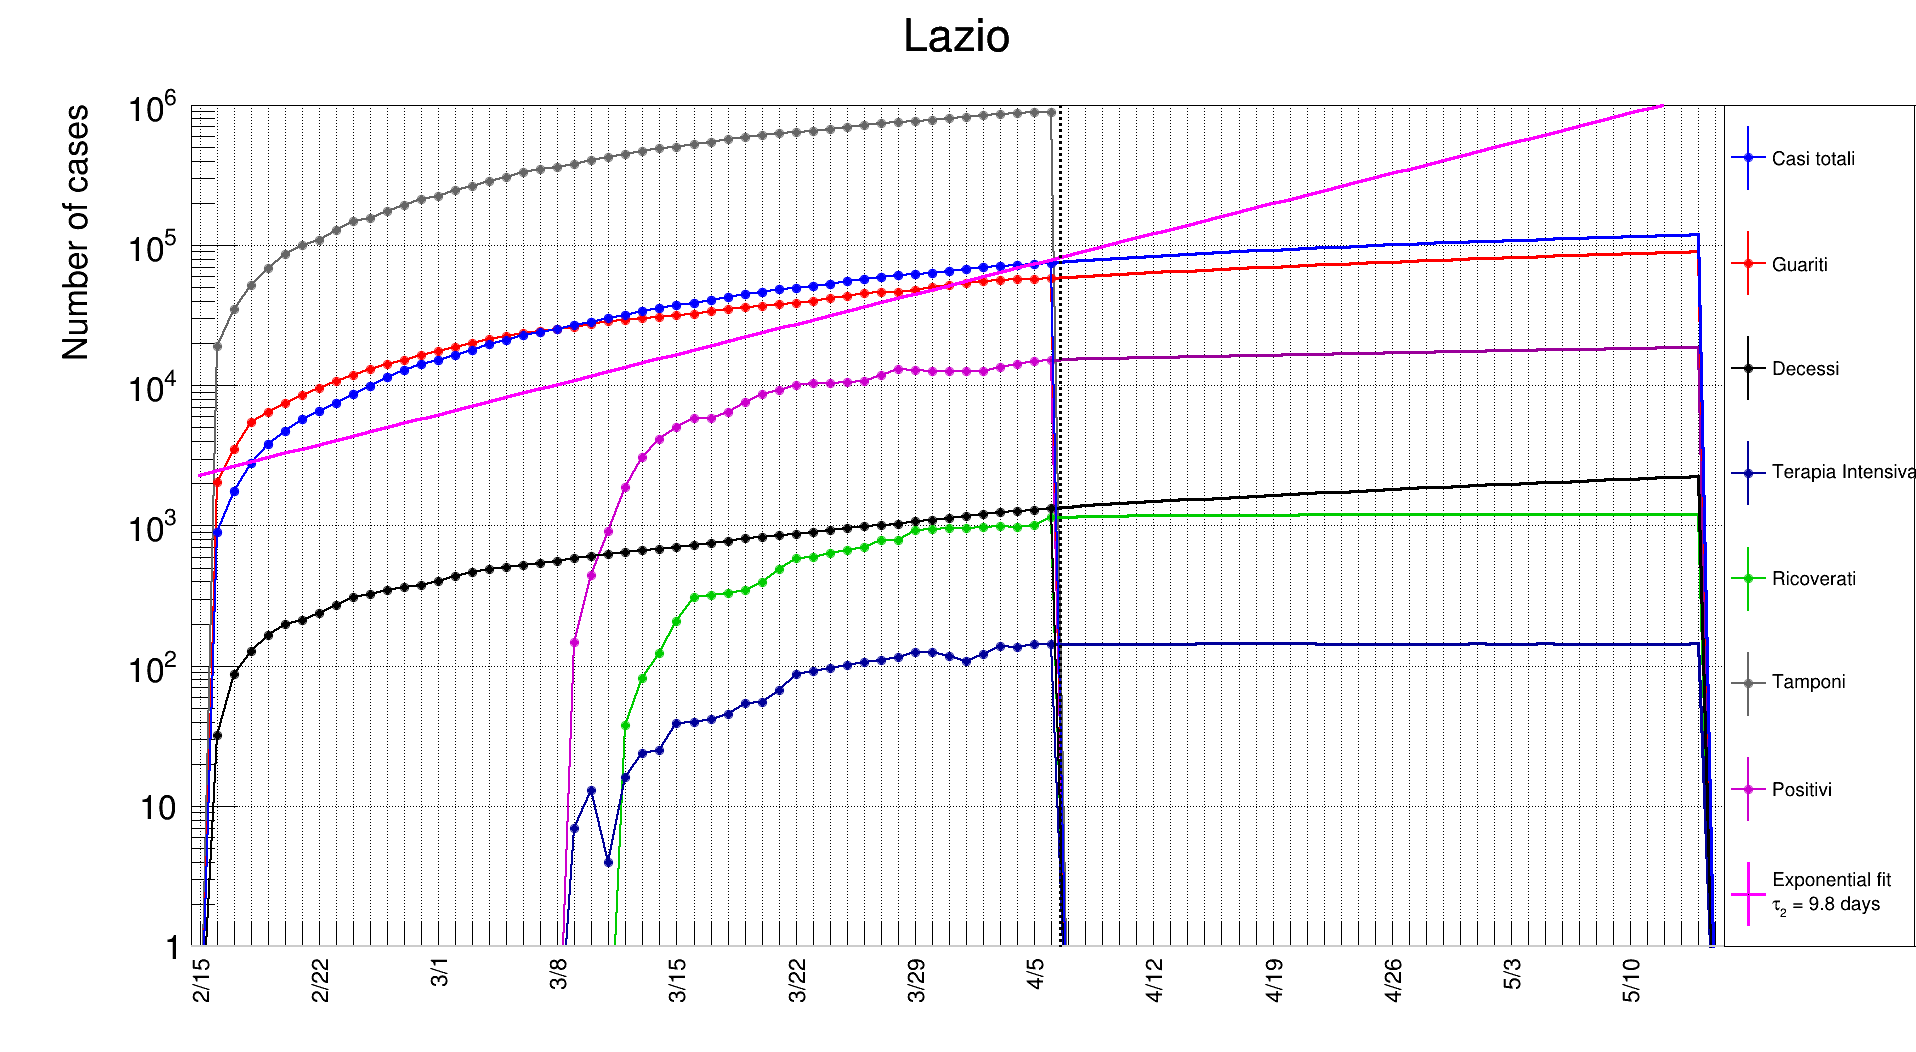 Lazio
Number of cases
10^6
10^5
10^4
10^3
10^2
10
1
2/15 2/22 3/1 3/8 3/15 3/22 3/29 4/5 4/12 4/19 4/26 5/3 5/10
Casi totali
Guariti
Decessi
Terapia Intensiva
Ricoverati
Tamponi
Positivi
Exponential fit
τ_2 = 9.8 days